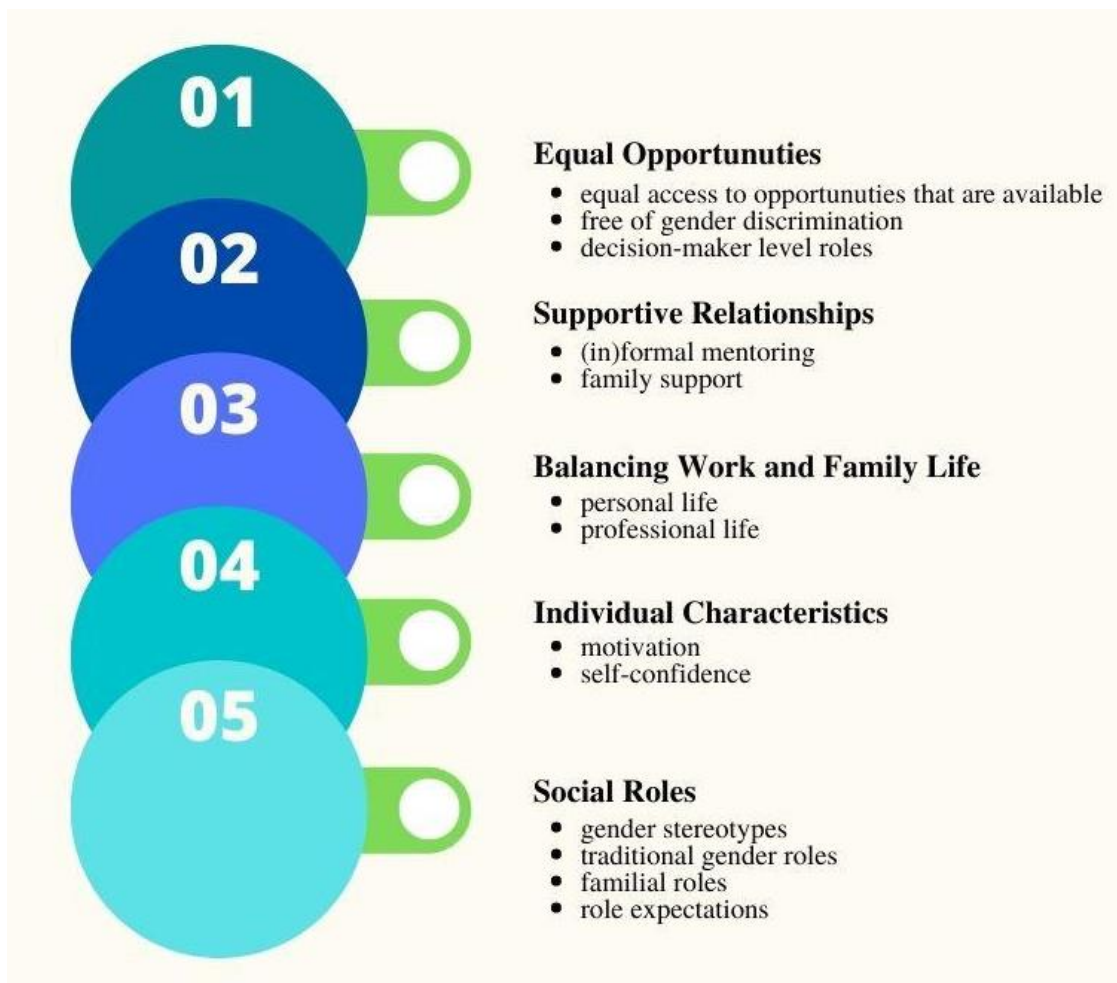 01
Equal Opportunuties
• equal access to opportunuties that are available
• free of gender discrimination
• decision-maker level roles
02
Supportive Relationships
• (in)formal mentoring
• family support
03
Balancing Work and Family Life
• personal life
• professional life
04
Individual Characteristics
• motivation
• self-confidence
05
Social Roles
• gender stereotypes
• traditional gender roles
• familial roles
• role expectations